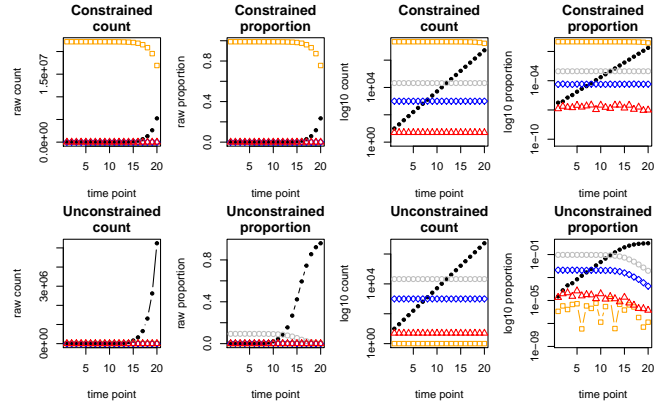 Constrained count
Constrained proportion
Constrained count
Constrained proportion
raw count
0.0e+00 1.5e+07
raw proportion
0.0 0.4 0.8
log10 count
1e+00 1e+04
log10 proportion
1e−10 1e−04
5 10 15 20
5 10 15 20
5 10 15 20
5 10 15 20
time point
time point
time point
time point
Unconstrained count
Unconstrained proportion
Unconstrained count
Unconstrained proportion
raw count
0e+00 3e+06
raw proportion
0.0 0.4 0.8
log10 count
1e+00 1e+04
log10 proportion
1e−09 1e−05 1e−01
5 10 15 20
5 10 15 20
5 10 15 20
5 10 15 20
time point
time point
time point
time point